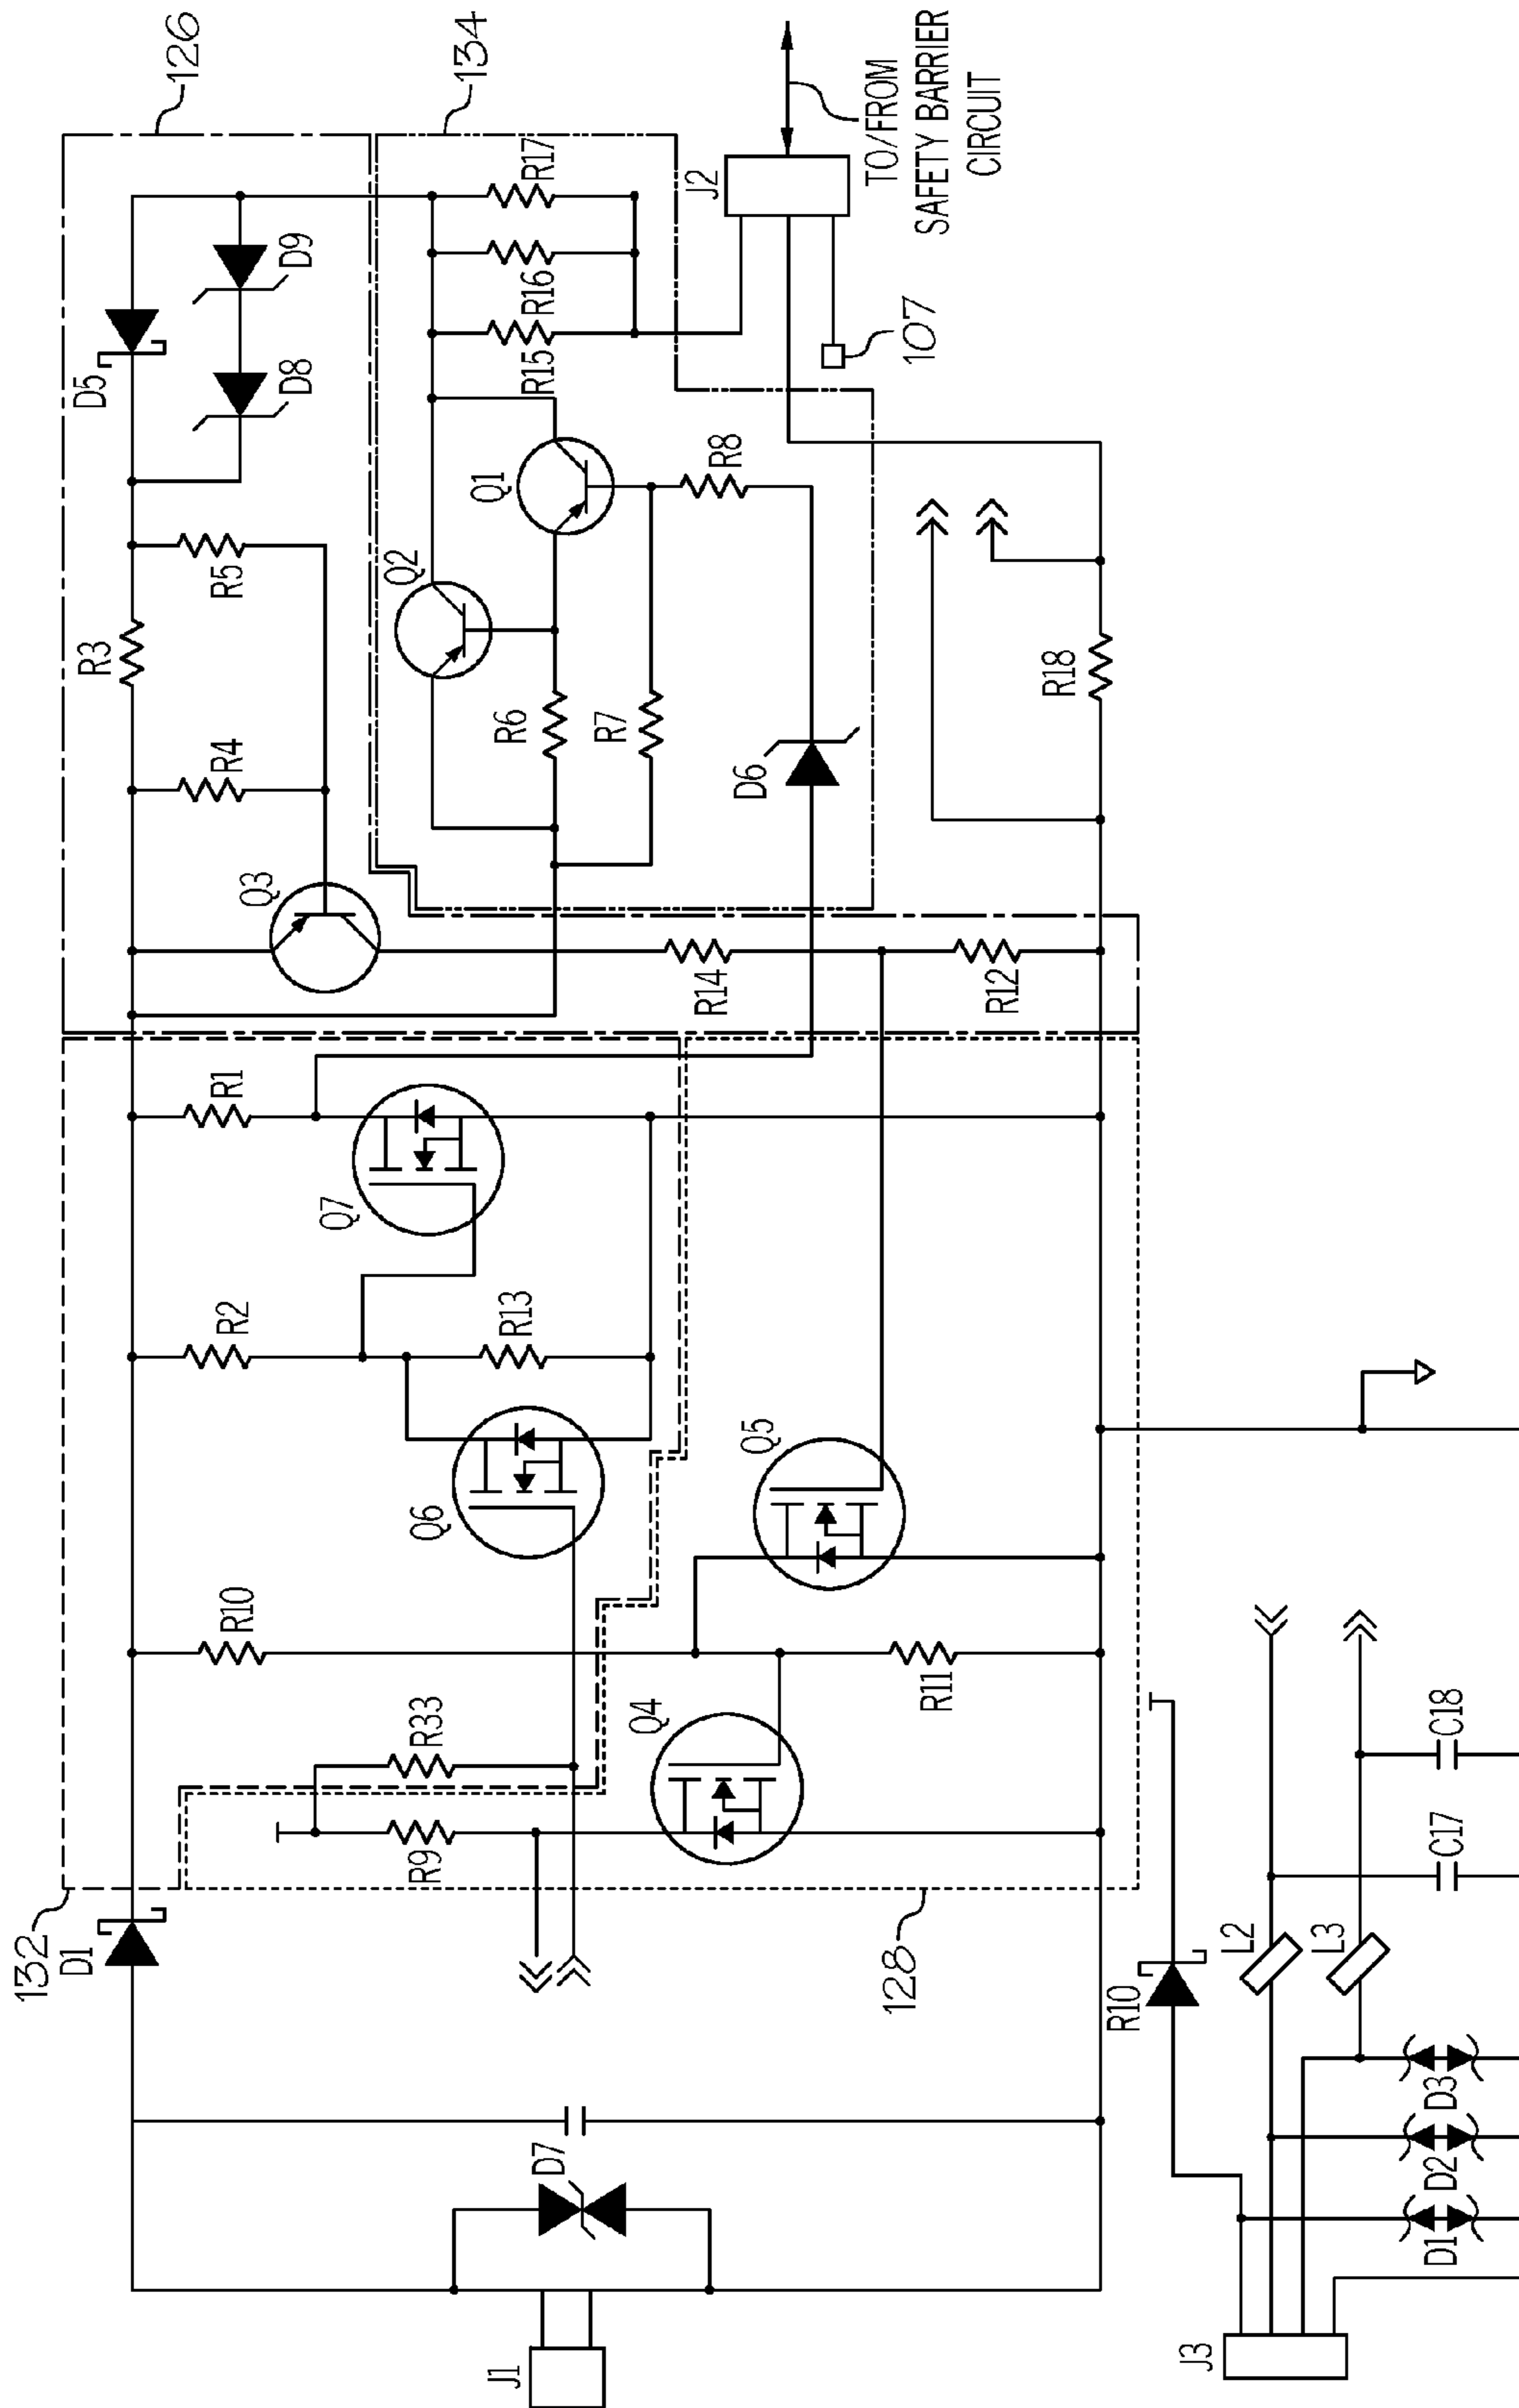 126
134
132
D1
R10
R2
R1
R3
D5
Q3
R4
R5
D8
D9
R33
R9
Q6
R13
Q7
Q2
Q1
R6
R7
R8
R15
R16
R17
J2
TO/FROM
SAFETY BARRIER
CIRCUIT
107
D7
J1
Q4
R11
Q5
R14
R12
D6
R18
128
R10
L2
L3
C17
C18
J3
D1
D2
D3